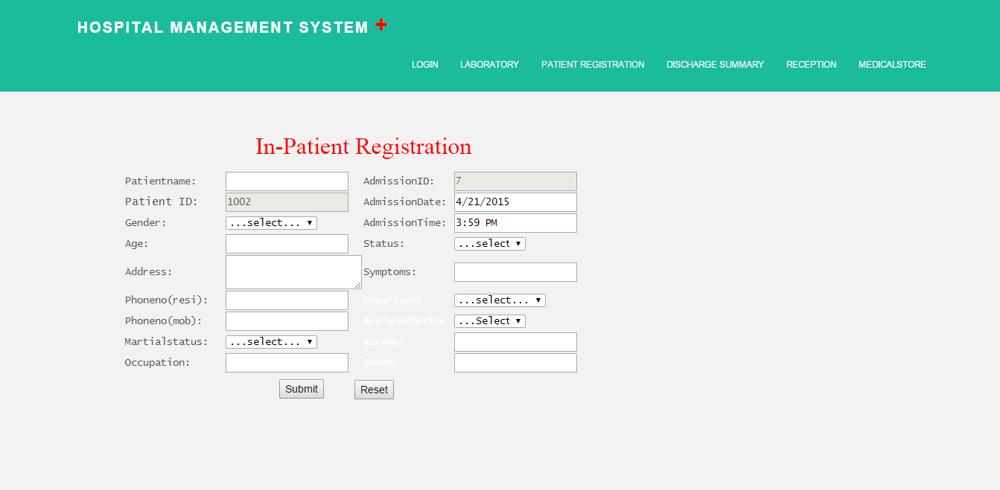 HOSPITAL MANAGEMENT SYSTEM +
LOGIN LABORATORY PATIENT REGISTRATION DISCHARGE SUMMARY RECEPTION MEDICALSTORE
In-Patient Registration
Patientname: AdmissionID: 7
Patient ID: 1002 AdmissionDate: 4/21/2015
Gender: ...select... AdmissionTime: 3:59 PM
Age: Status: ...select
Address: Symptoms:
Phoneno(resi): Department: ...select...
Phoneno(mob): AssignedDoctor: ...Select
Martialstatus: ...select... Wardno:
Occupation: Bedno:
Submit Reset